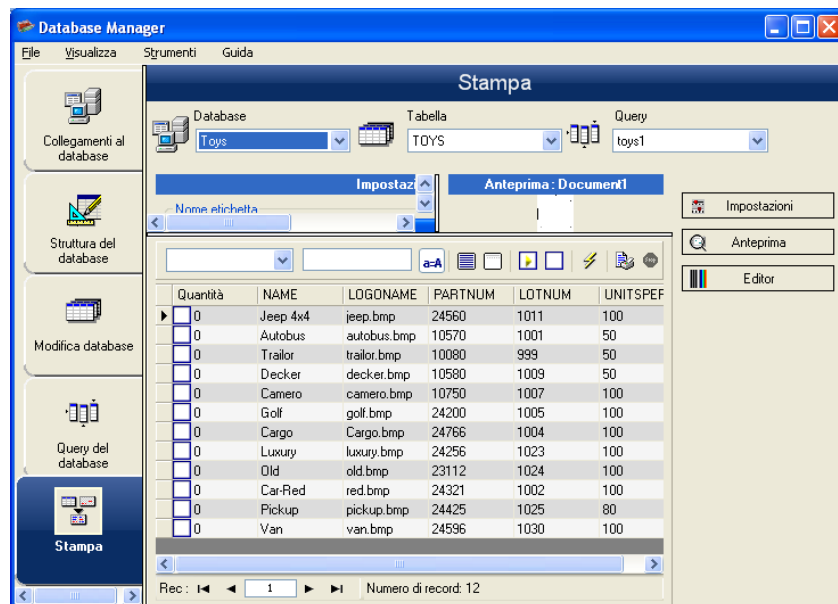 Database Manager
File Visualizza Strumenti Guida
Stampa
Collegamenti al database
Struttura del database
Modifica database
Query del database
Stampa
Database Tabella Query
Toys TOYS toys1
Impostazi Anteprima : Document1
Nome etichetta
Impostazioni
Anteprima
Editor
a=A
Quantità NAME LOGONAME PARTNUM LOTNUM UNITSPER
0 Jeep 4x4 jeep.bmp 24560 1011 100
0 Autobus autobus.bmp 10570 1001 50
0 Trailor trailor.bmp 10080 999 50
0 Decker decker.bmp 10580 1009 50
0 Camero camero.bmp 10750 1007 100
0 Golf golf.bmp 24200 1005 100
0 Cargo Cargo.bmp 24766 1004 100
0 Luxury luxury.bmp 24256 1023 100
0 Old old.bmp 23112 1024 100
0 Car-Red red.bmp 24321 1002 100
0 Pickup pickup.bmp 24425 1025 80
0 Van van.bmp 24596 1030 100
Rec : 1 Numero di record: 12